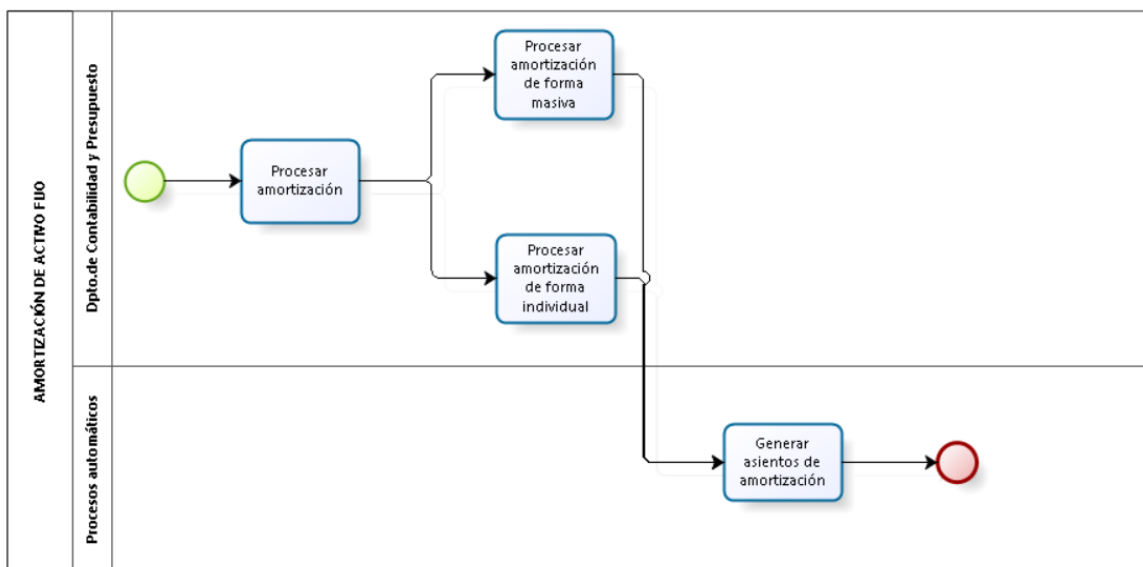 AMORTIZACIÓN DE ACTIVO FIJO
Dpto.de Contabilidad y Presupuesto
Procesar
amortización
Procesar
amortización
de forma
masiva
Procesar
amortización
de forma
individual
Procesos automáticos
Generar
asientos de
amortización